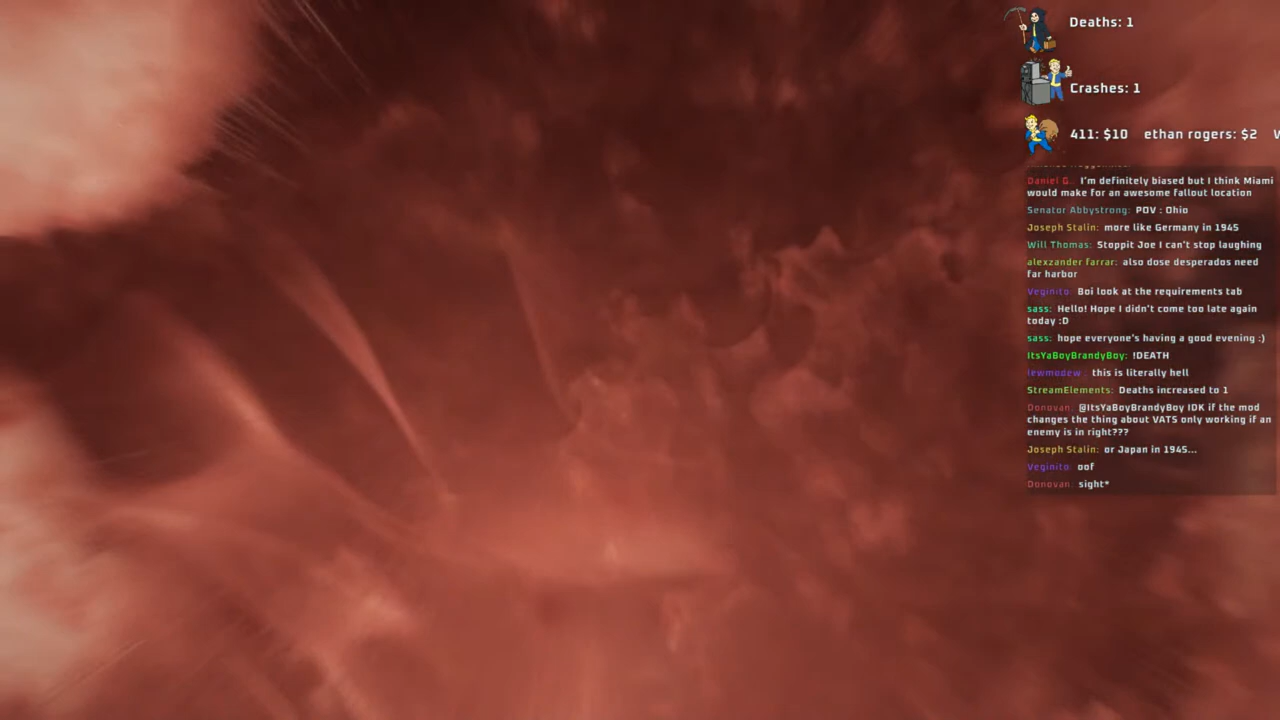 Deaths: 1
Crashes: 1
411: $10 ethan rogers: $2
Daniel G.: I'm definitely biased but I think Miami
would make for an awesome fallout location
Senator Abbystrong: POV : Ohio
Joseph Stalin: more like Germany in 1945
Will Thomas: Stoppit Joe I can't stop laughing
alexzander farrar: also dose desperados need
far harbor
Veginito: Boi look at the requirements tab
sass: Hello! Hope I didn't come too late again
today :D
sass: hope everyone's having a good evening :)
ItsYaBoyBrandyBoy: !DEATH
lewmodew : this is literally hell
StreamElements: Deaths increased to 1
Donovan: @ItsYaBoyBrandyBoy IDK if the mod
changes the thing about VATS only working if an
enemy is in right???
Joseph Stalin: or Japan in 1945...
Veginito: oof
Donovan: sight*